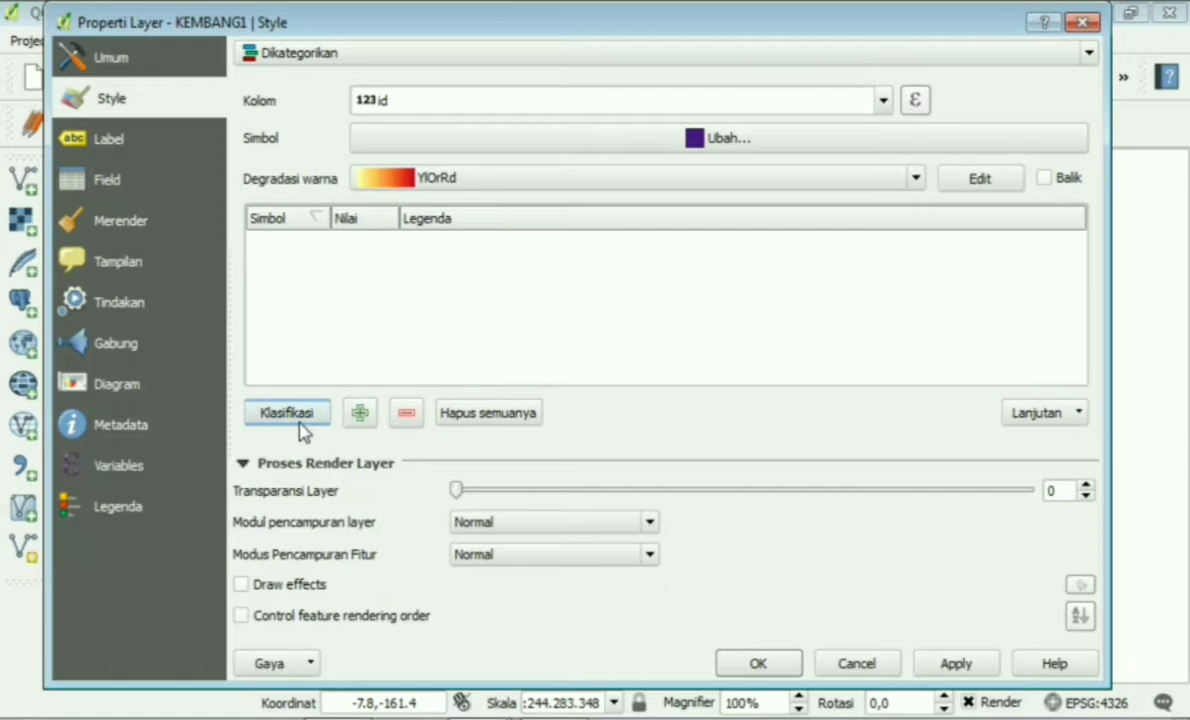 Properti Layer - KEMBANG1 | Style
Umum
Style
Label
Field
Merender
Tampilan
Tindakan
Gabung
Diagram
Metadata
Variables
Legenda
Dikategorikan
Kolom 123 id ε
Simbol Ubah...
Degradasi warna YlOrRd Edit Balik
Simbol Nilai Legenda
Klasifikasi Hapus semuanya Lanjutan
Proses Render Layer
Transparansi Layer 0
Modul pencampuran layer Normal
Modus Pencampuran Fitur Normal
Draw effects
Control feature rendering order
Gaya OK Cancel Apply Help
Koordinat -7.8,-161.4 Skala :244.283.348 Magnifier 100% Rotasi 0,0 Render EPSG:4326